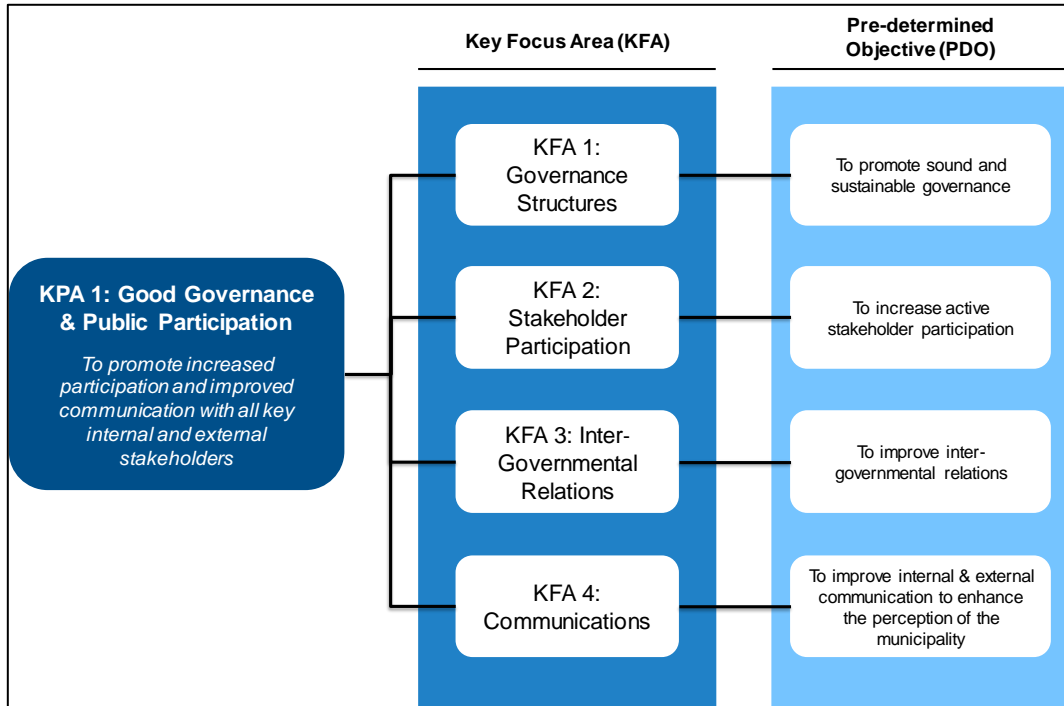 Key Focus Area (KFA)
Pre-determined
Objective (PDO)
KPA 1: Good Governance
& Public Participation
To promote increased
participation and improved
communication with all key
internal and external
stakeholders
KFA 1:
Governance
Structures
To promote sound and
sustainable governance
KFA 2:
Stakeholder
Participation
To increase active
stakeholder participation
KFA 3: Inter-
Governmental
Relations
To improve inter-
governmental relations
KFA 4:
Communications
To improve internal & external
communication to enhance
the perception of the
municipality